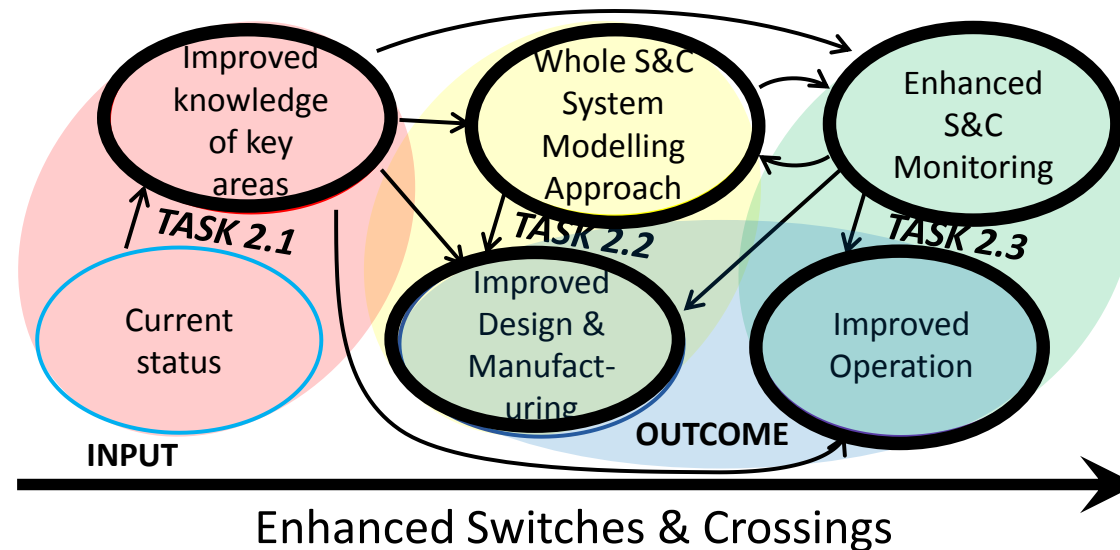 Improved
knowledge
of key
areas
Whole S&C
System
Modelling
Approach
Enhanced
S&C
Monitoring
TASK 2.1
TASK 2.2
TASK 2.3
Current
status
Improved
Design &
Manufact-
uring
Improved
Operation
INPUT
OUTCOME
Enhanced Switches & Crossings